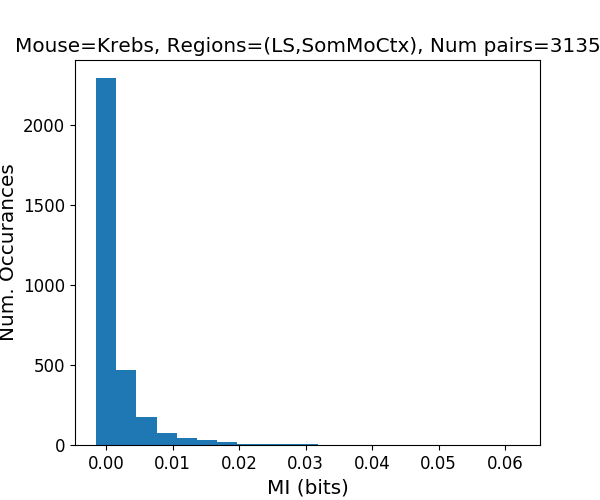 Mouse=Krebs, Regions=(LS,SomMoCtx), Num pairs=3135
Num. Occurances
2000
1500
1000
500
0
0.00 0.01 0.02 0.03 0.04 0.05 0.06
MI (bits)